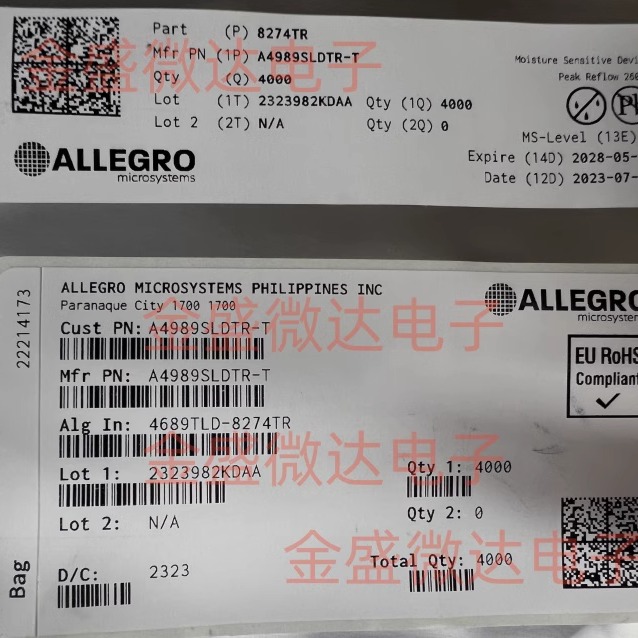 Part (P) 8274TR
Mfr PN (1P) A4989SLDTR-T
Qty (Q) 4000
Lot (1T) 2323982KDAA Qty (1Q) 4000
Lot 2 (2T) N/A Qty (2Q) 0
Moisture Sensitive Devi
Peak Reflow 260
Pb
MS-Level (13E)
Expire (14D) 2028-05-
Date (12D) 2023-07-
ALLEGRO
microsystems
金盛微达电子
22214173
ALLEGRO MICROSYSTEMS PHILIPPINES INC
Paranaque City 1700 1700
ALLEGRO
microsystem
Cust PN: A4989SLDTR-T
金盛微达电子
Mfr PN: A4989SLDTR-T
EU RoHS
Compliant
Alg In: 4689TLD-8274TR
金盛微达电子
Lot 1: 2323982KDAA Qty 1: 4000
Lot 2: N/A Qty 2: 0
金盛微达电子
Bag
D/C: 2323 Total Qty: 4000